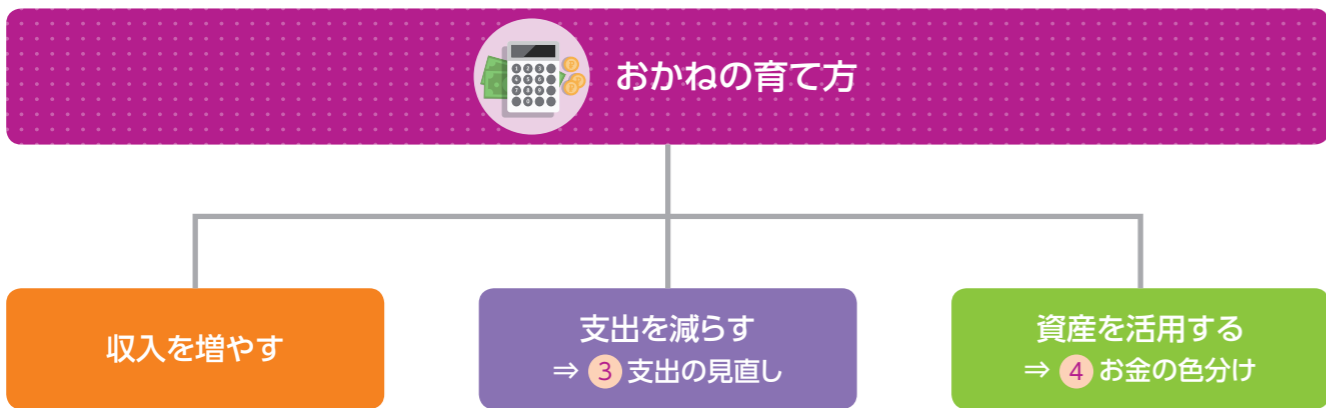 おかねの育て方
収入を増やす
支出を減らす
⇒ 3 支出の見直し
資産を活用する
⇒ 4 お金の色分け